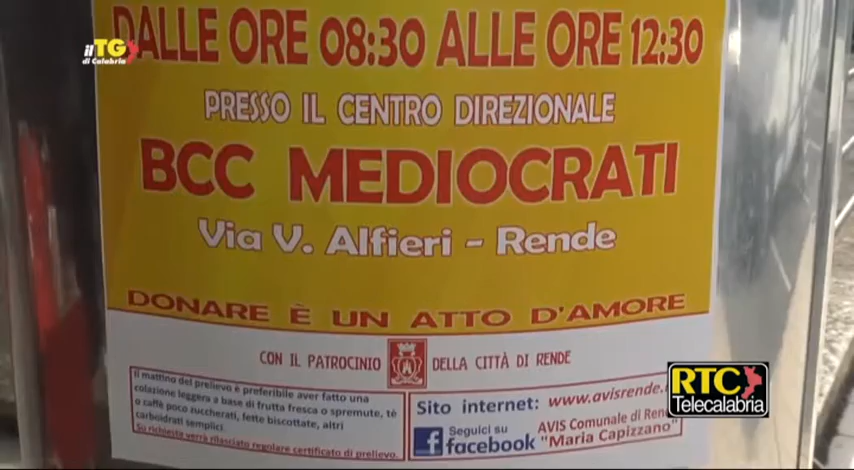 il TG
di Calabria
DALLE ORE 08:30 ALLE ORE 12:30
PRESSO IL CENTRO DIREZIONALE
BCC MEDIOCRATI
Via V. Alfieri - Rende
DONARE È UN ATTO D'AMORE
CON IL PATROCINIO DELLA CITTÀ DI RENDE
Il mattino del prelievo è preferibile aver fatto una
colazione leggera a base di frutta fresca o spremute, tè
o caffè poco zuccherati, fette biscottate, altri
carboidrati semplici.
Su richiesta verrà rilasciato regolare certificato di prelievo.
Sito internet: www.avisrende.
f Seguici su
facebook
AVIS Comunale di
"Maria Capizzano"
RTC
Telecalabria